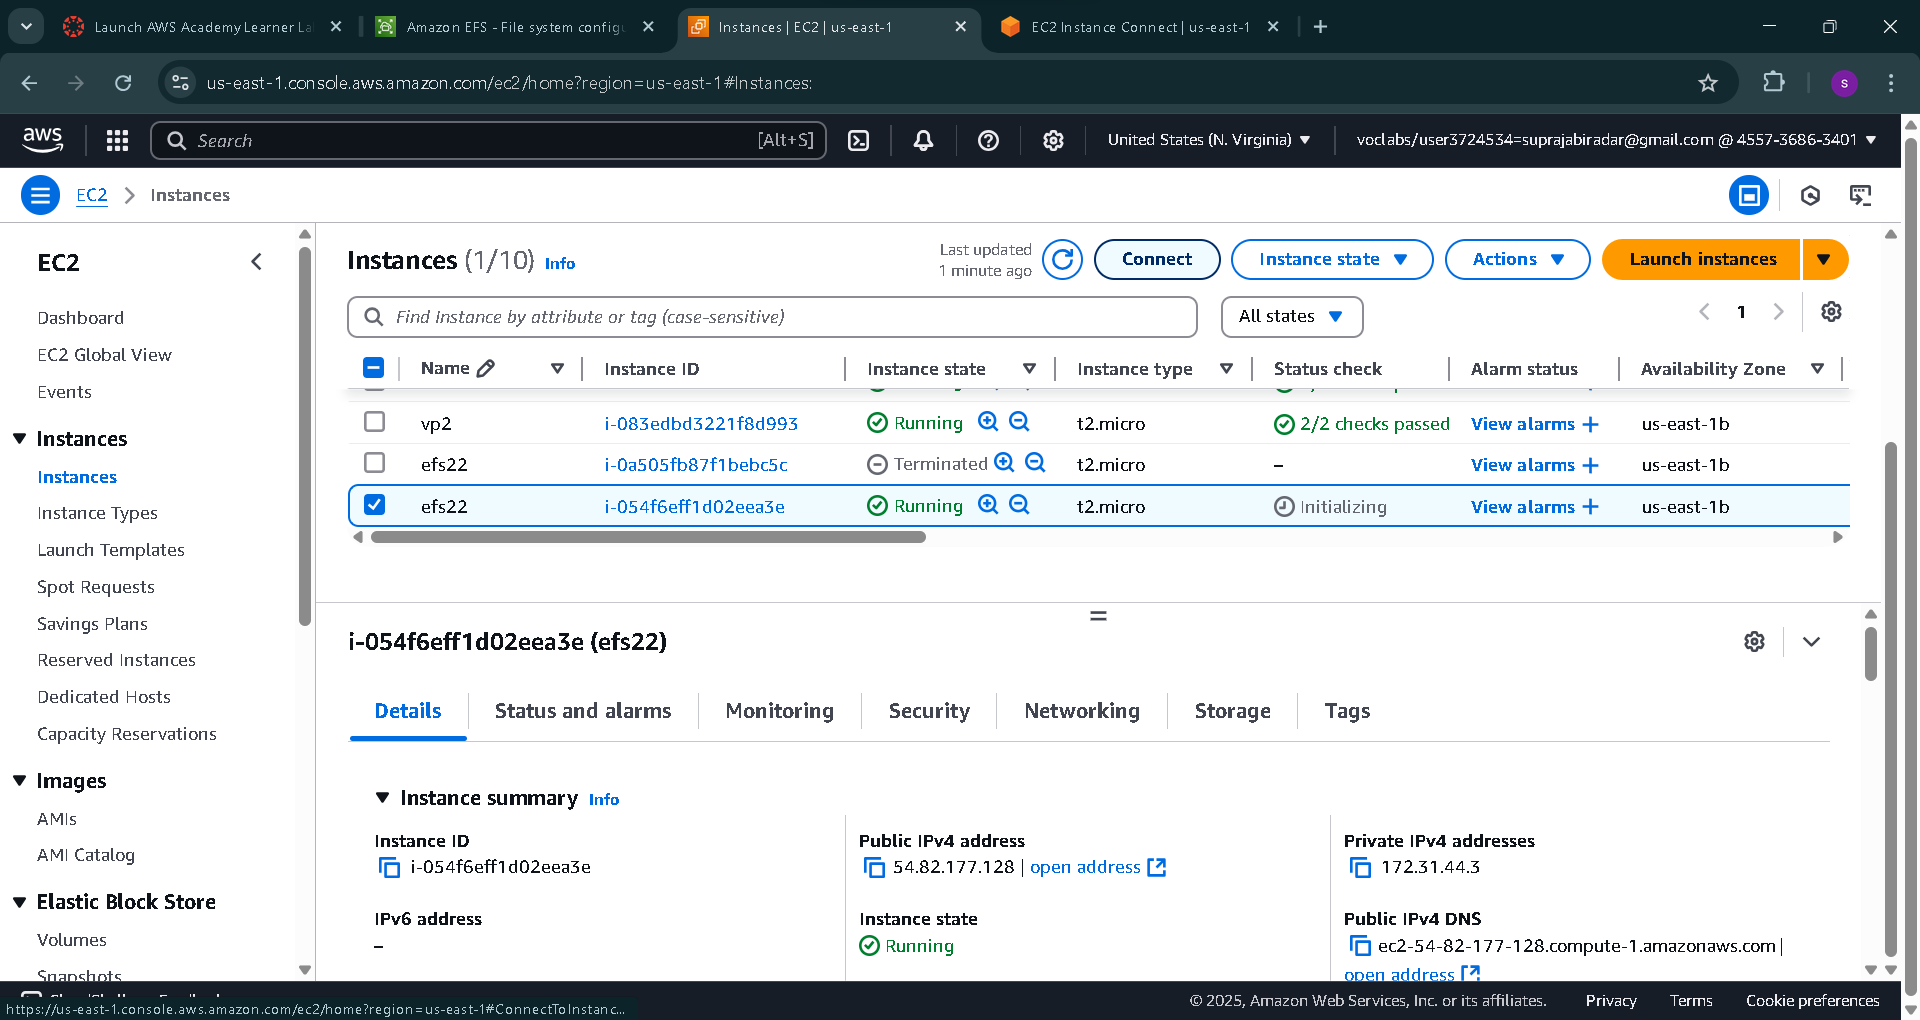 Launch AWS Academy Learner La
Amazon EFS - File system configu
Instances | EC2 | us-east-1
EC2 Instance Connect | us-east-1
us-east-1.console.aws.amazon.com/ec2/home?region=us-east-1#Instances:
s
aws
Search
[Alt+S]
United States (N. Virginia)
voclabs/user3724534=suprajabiradar@gmail.com @ 4557-3686-3401
EC2
Instances
EC2
Dashboard
EC2 Global View
Events
Instances
Instances
Instance Types
Launch Templates
Spot Requests
Savings Plans
Reserved Instances
Dedicated Hosts
Capacity Reservations
Images
AMIs
AMI Catalog
Elastic Block Store
Volumes
Snapshots
Instances (1/10) Info
Last updated
1 minute ago
Connect
Instance state
Actions
Launch instances
Find Instance by attribute or tag (case-sensitive)
All states
1
Name Instance ID Instance state Instance type Status check Alarm status Availability Zone
vp2 i-083edbd3221f8d993 Running t2.micro 2/2 checks passed View alarms + us-east-1b
efs22 i-0a505fb87f1bebc5c Terminated t2.micro – View alarms + us-east-1b
efs22 i-054f6eff1d02eea3e Running t2.micro Initializing View alarms + us-east-1b
i-054f6eff1d02eea3e (efs22)
Details Status and alarms Monitoring Security Networking Storage Tags
Instance summary Info
Instance ID
i-054f6eff1d02eea3e
Public IPv4 address
54.82.177.128 | open address
Private IPv4 addresses
172.31.44.3
IPv6 address
–
Instance state
Running
Public IPv4 DNS
ec2-54-82-177-128.compute-1.amazonaws.com |
open address
https://us-east-1.console.aws.amazon.com/ec2/home?region=us-east-1#ConnectToInstanc...
© 2025, Amazon Web Services, Inc. or its affiliates.
Privacy
Terms
Cookie preferences